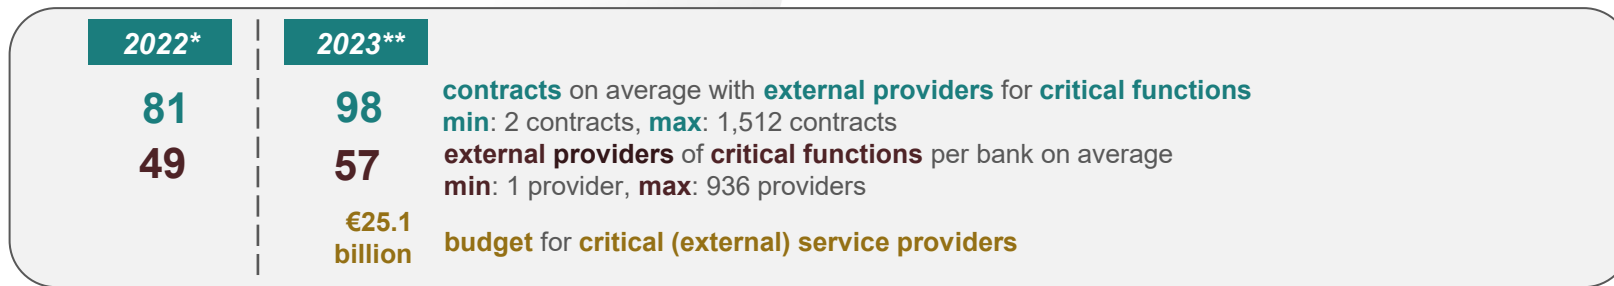 2022*
2023**
81
98
contracts on average with external providers for critical functions
min: 2 contracts, max: 1,512 contracts
49
57
external providers of critical functions per bank on average
min: 1 provider, max: 936 providers
€25.1
billion
budget for critical (external) service providers